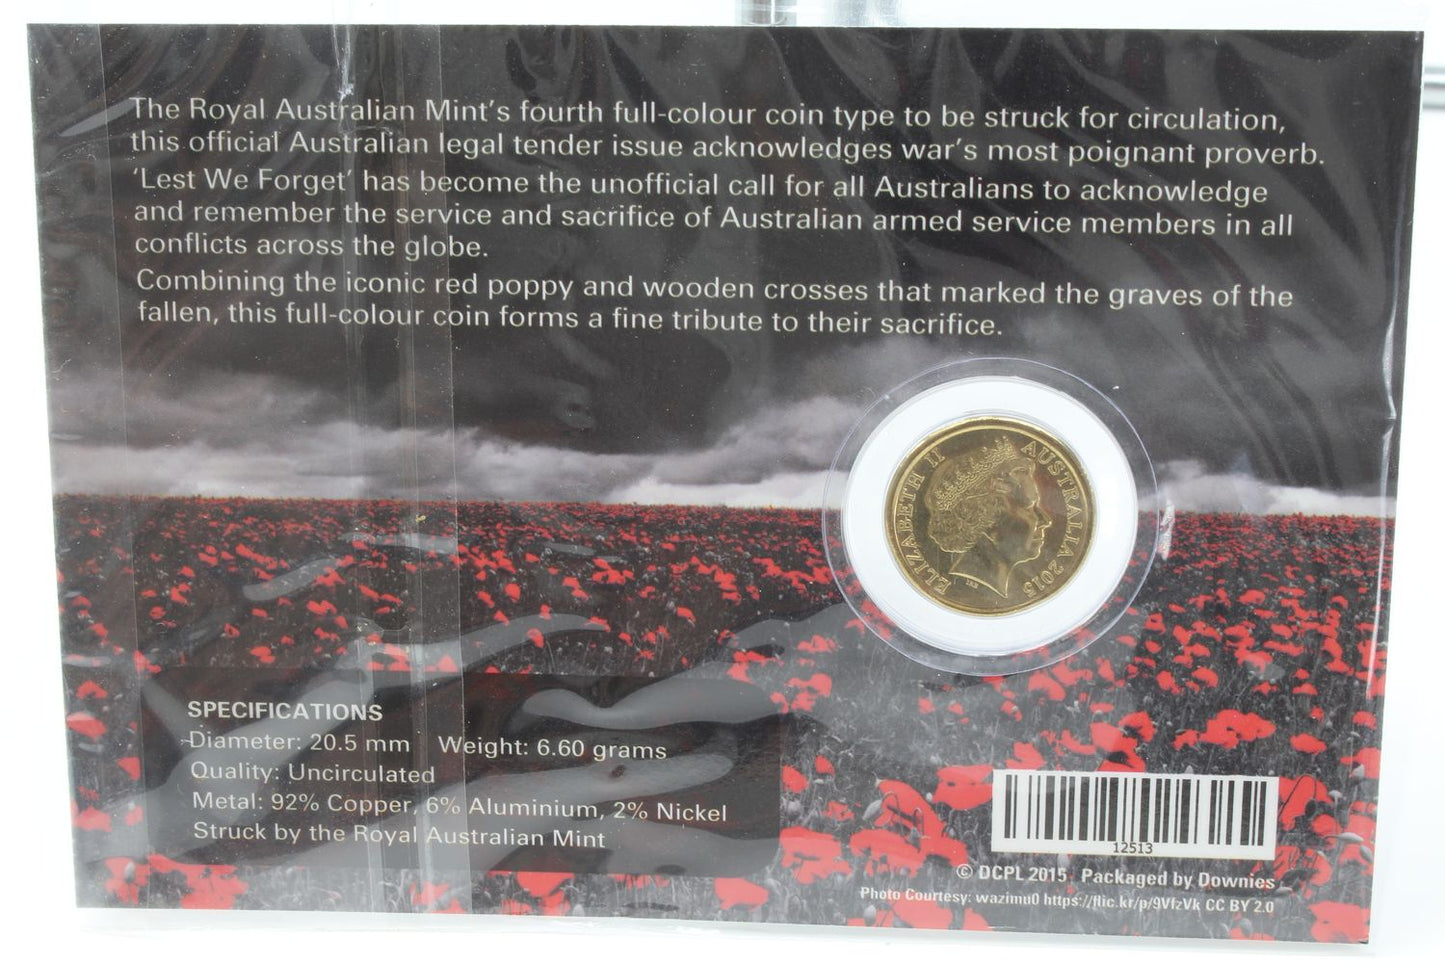 The Royal Australian Mint's fourth full-colour coin type to be struck for circulation,
this official Australian legal tender issue acknowledges war's most poignant proverb.
'Lest We Forget' has become the unofficial call for all Australians to acknowledge
and remember the service and sacrifice of Australian armed service members in all
conflicts across the globe.
Combining the iconic red poppy and wooden crosses that marked the graves of the
fallen, this full-colour coin forms a fine tribute to their sacrifice.
ELIZABETH II AUSTRALIA 2015
IRB
SPECIFICATIONS
Diameter: 20.5 mm Weight: 6.60 grams
Quality: Uncirculated
Metal: 92% Copper, 6% Aluminium, 2% Nickel
Struck by the Royal Australian Mint
12513
© DCPL 2015 Packaged by Downies
Photo Courtesy: wazimu0 https://flic.kr/p/9VfzVk CC BY 2.0